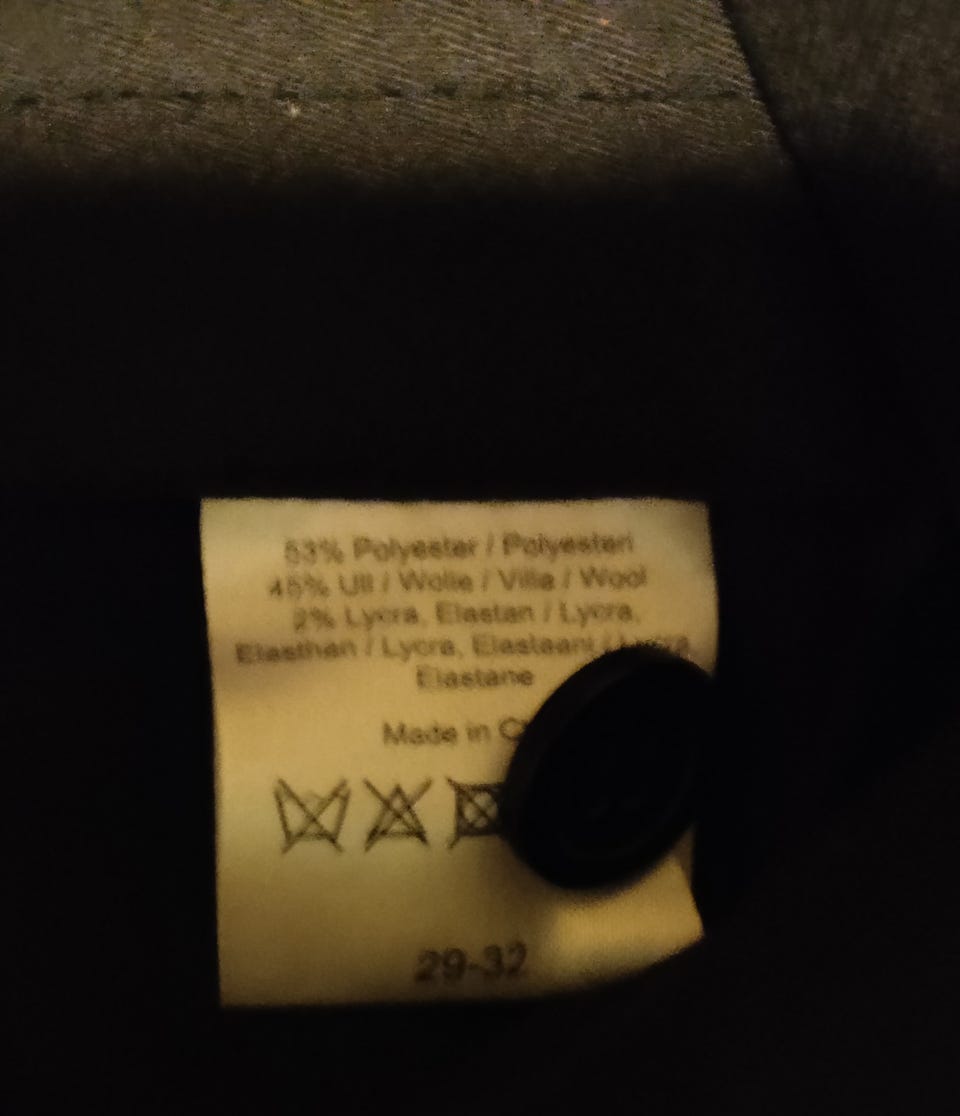 53% Polyester / Polyesteri
45% Ull / Wolle / Villa / Wool
2% Lycra, Elastan / Lycra,
Elasthan / Lycra, Elastaani / Lycra
Elastane
Made in
29-32